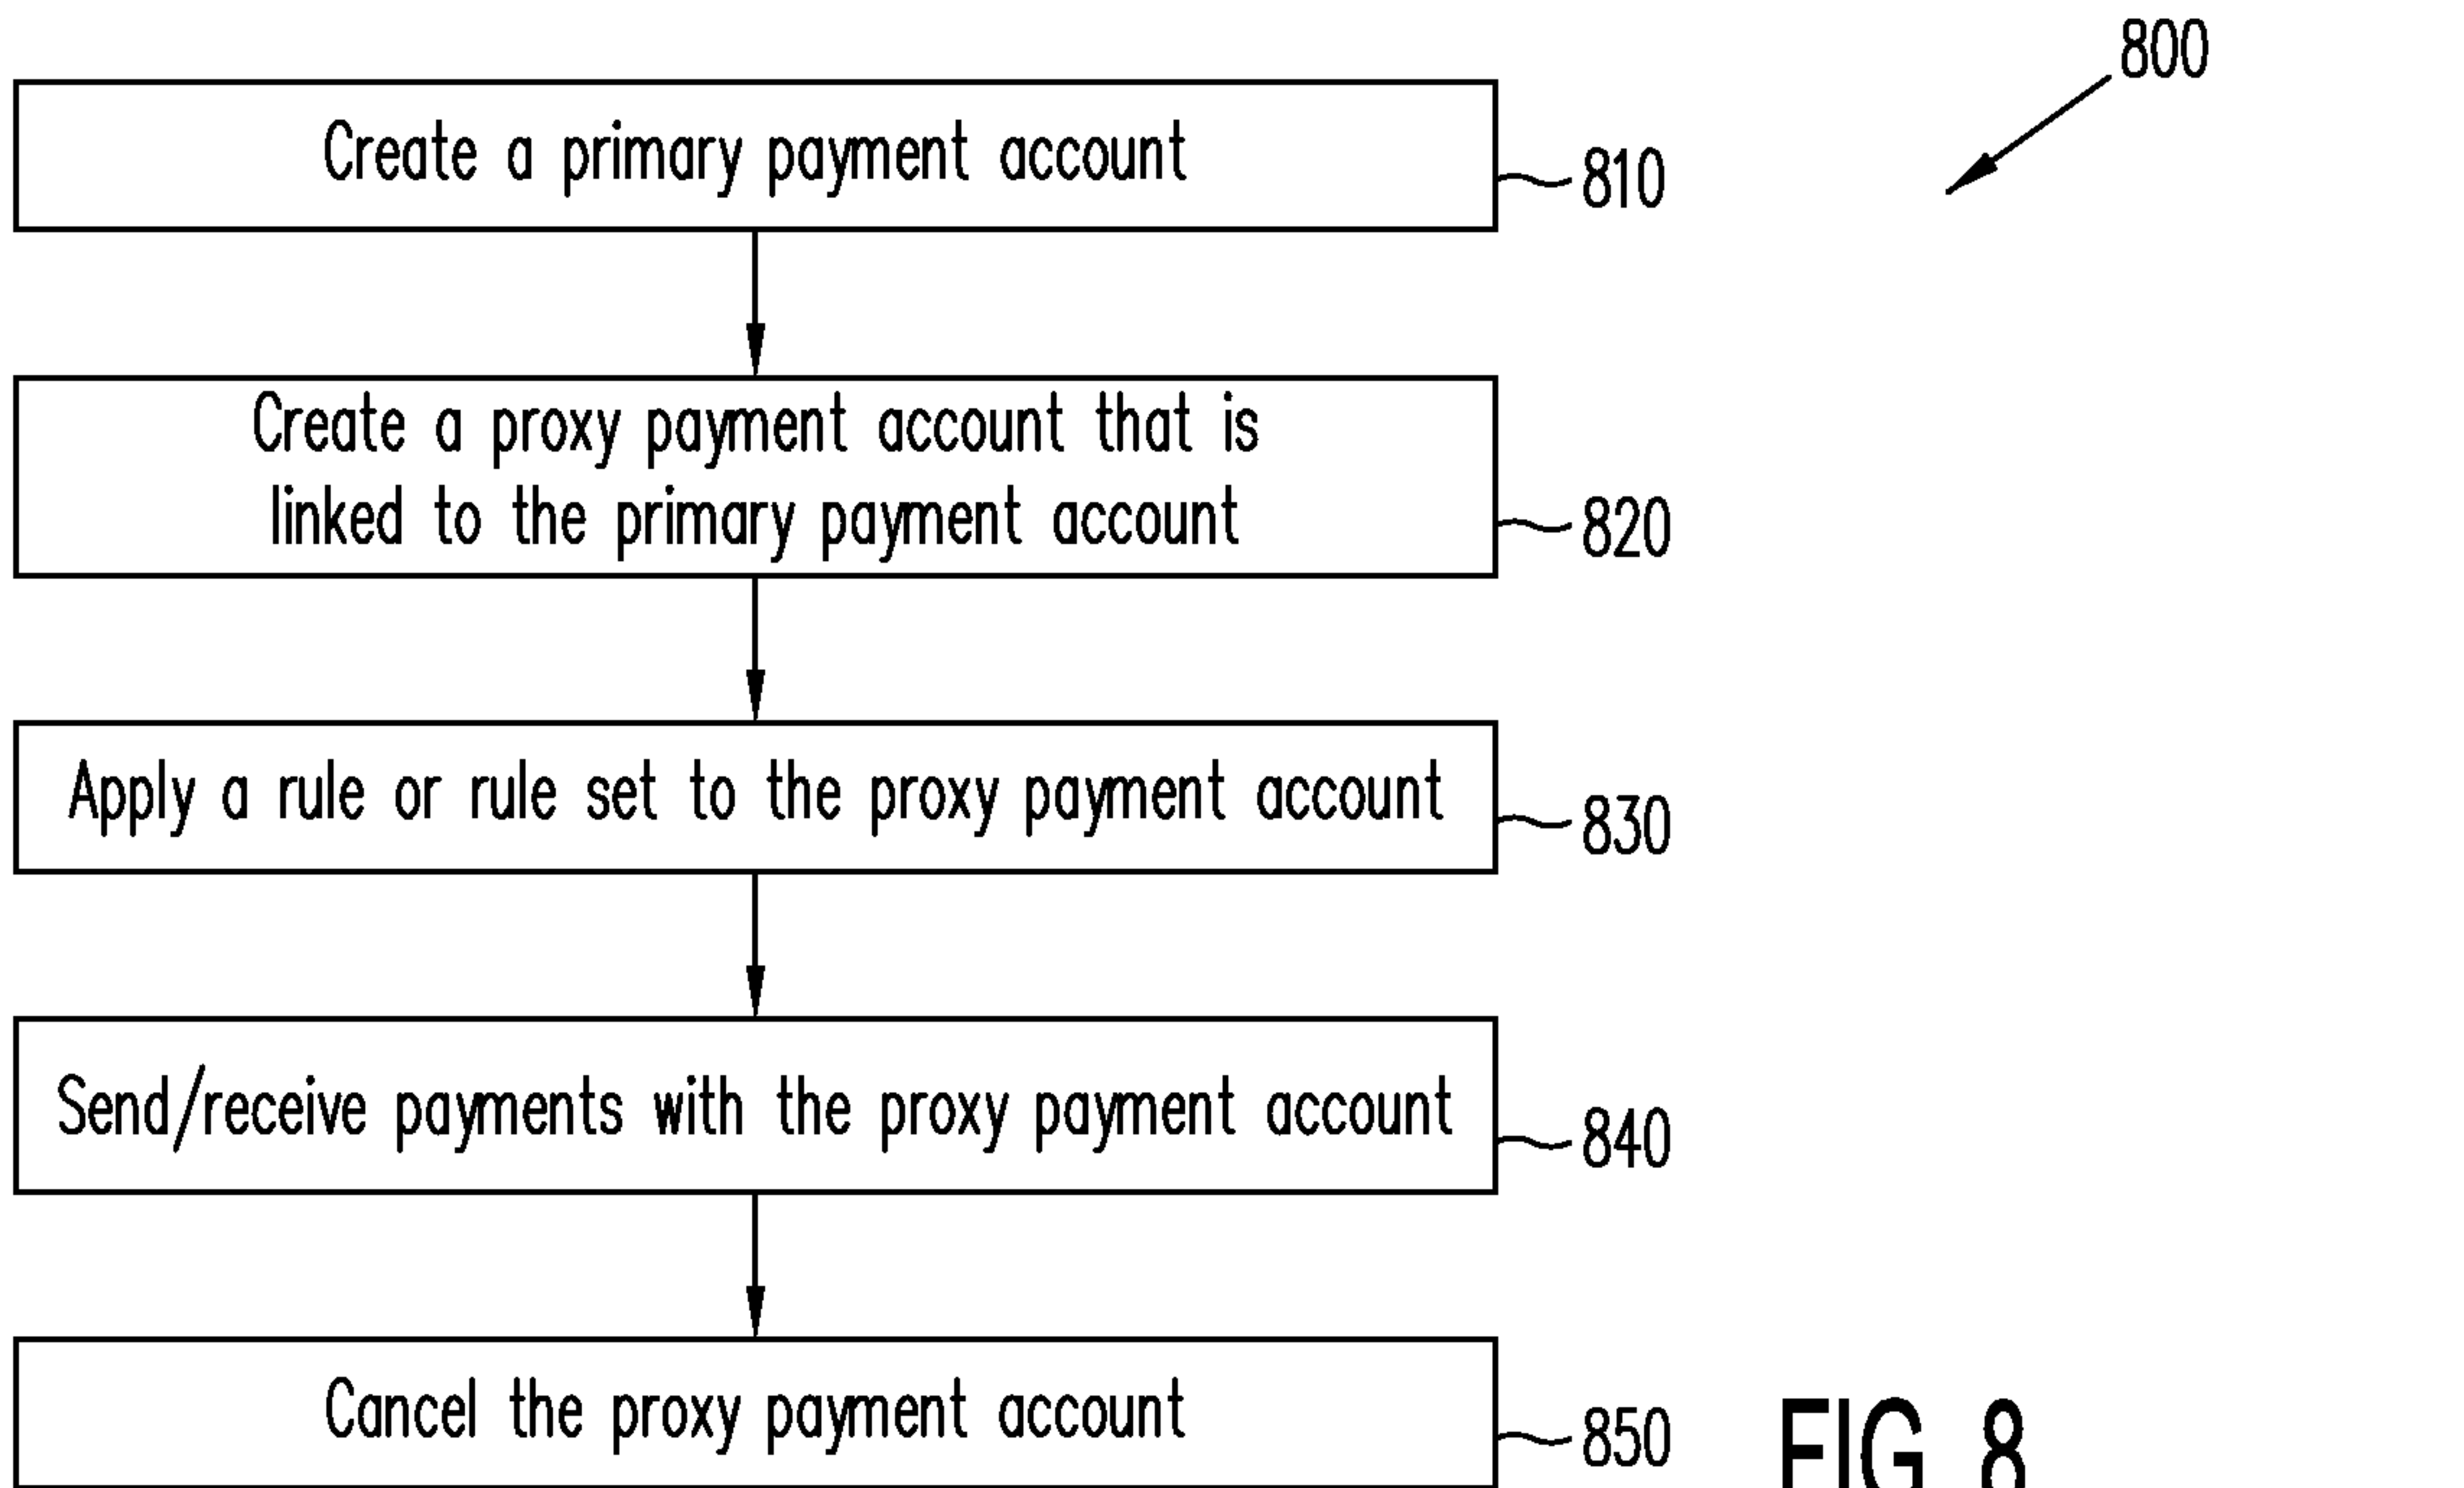 800
Create a primary payment account
810
Create a proxy payment account that is
linked to the primary payment account
820
Apply a rule or rule set to the proxy payment account
830
Send/receive payments with the proxy payment account
840
Cancel the proxy payment account
850
FIG 8